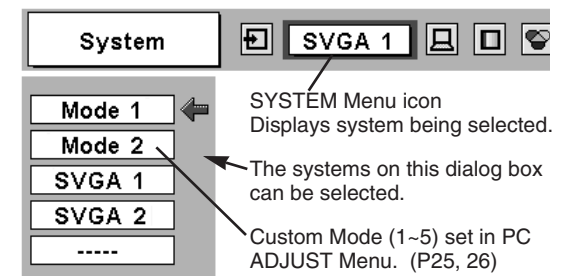 System
SVGA 1
Mode 1
Mode 2
SVGA 1
SVGA 2
-----
SYSTEM Menu icon
Displays system being selected.
The systems on this dialog box
can be selected.
Custom Mode (1~5) set in PC
ADJUST Menu. (P25, 26)